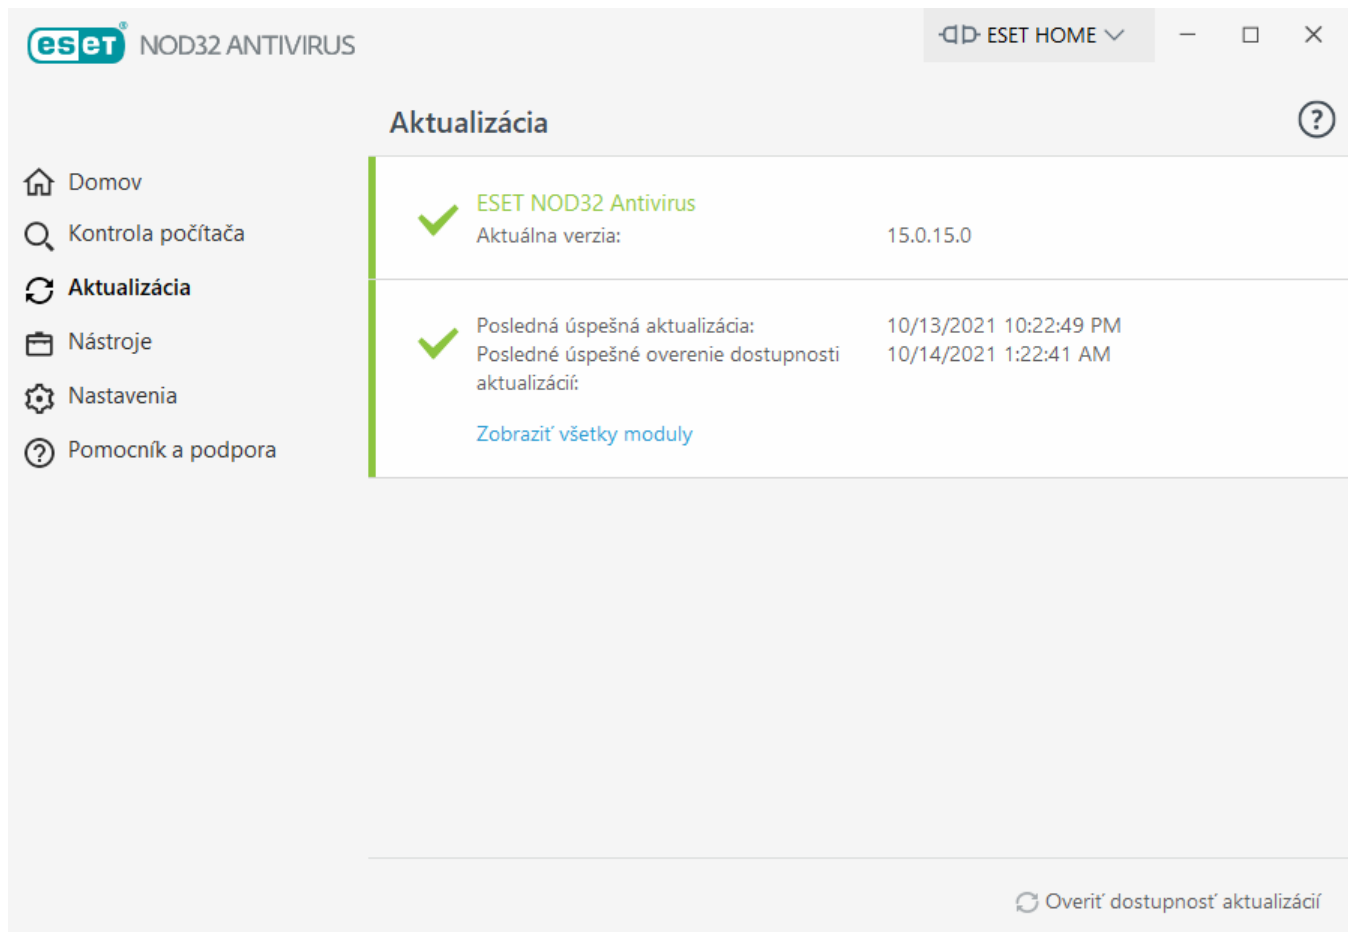 eset® NOD32 ANTIVIRUS
ESET HOME
Aktualizácia
?
Domov
Kontrola počítača
Aktualizácia
Nástroje
Nastavenia
? Pomocník a podpora
ESET NOD32 Antivirus
Aktuálna verzia: 15.0.15.0
Posledná úspešná aktualizácia: 10/13/2021 10:22:49 PM
Posledné úspešné overenie dostupnosti 10/14/2021 1:22:41 AM
aktualizácií:
Zobraziť všetky moduly
Overiť dostupnosť aktualizácií